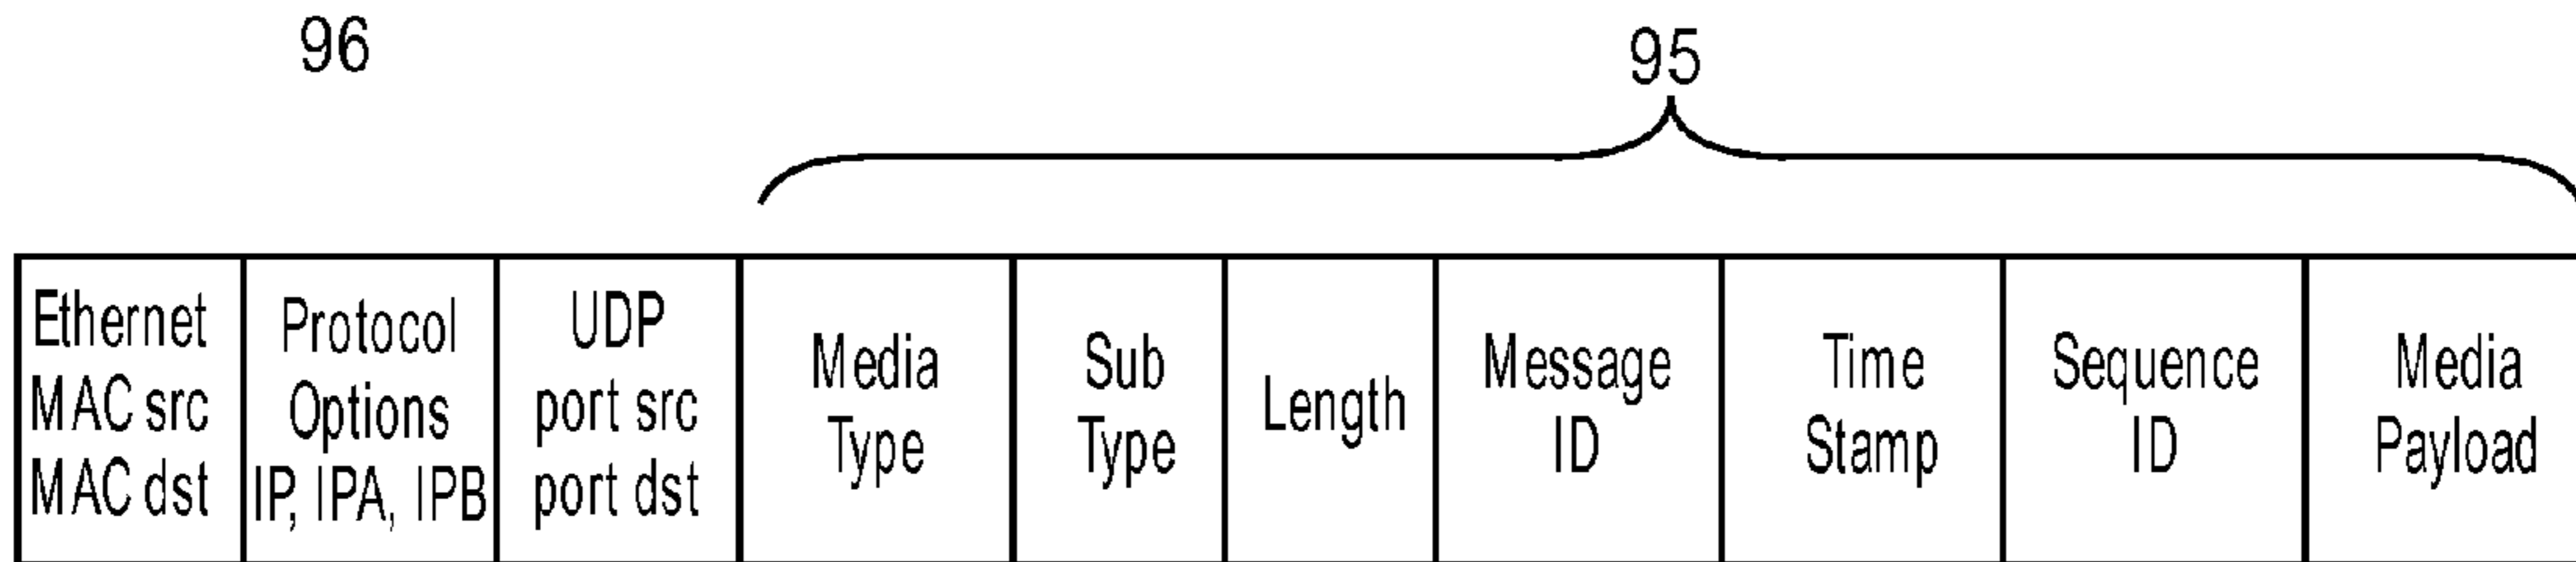 96
95
Ethernet
MAC src
MAC dst
Protocol
Options
IP, IPA, IPB
UDP
port src
port dst
Media
Type
Sub
Type
Length
Message
ID
Time
Stamp
Sequence
ID
Media
Payload